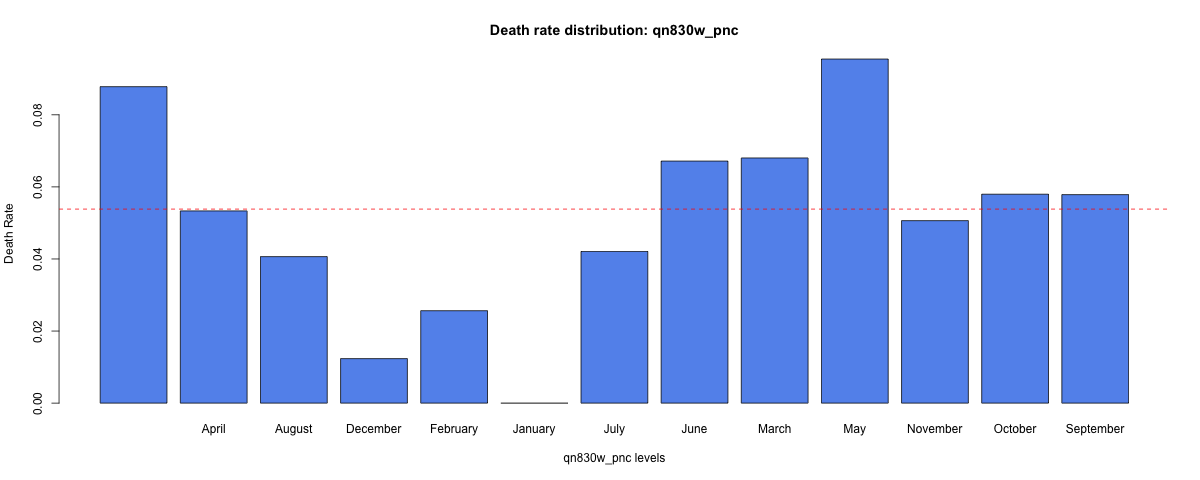 Death rate distribution: qn830w_pnc
Death Rate
0.08
0.06
0.04
0.02
0.00
April August December February January July June March May November October September
qn830w_pnc levels